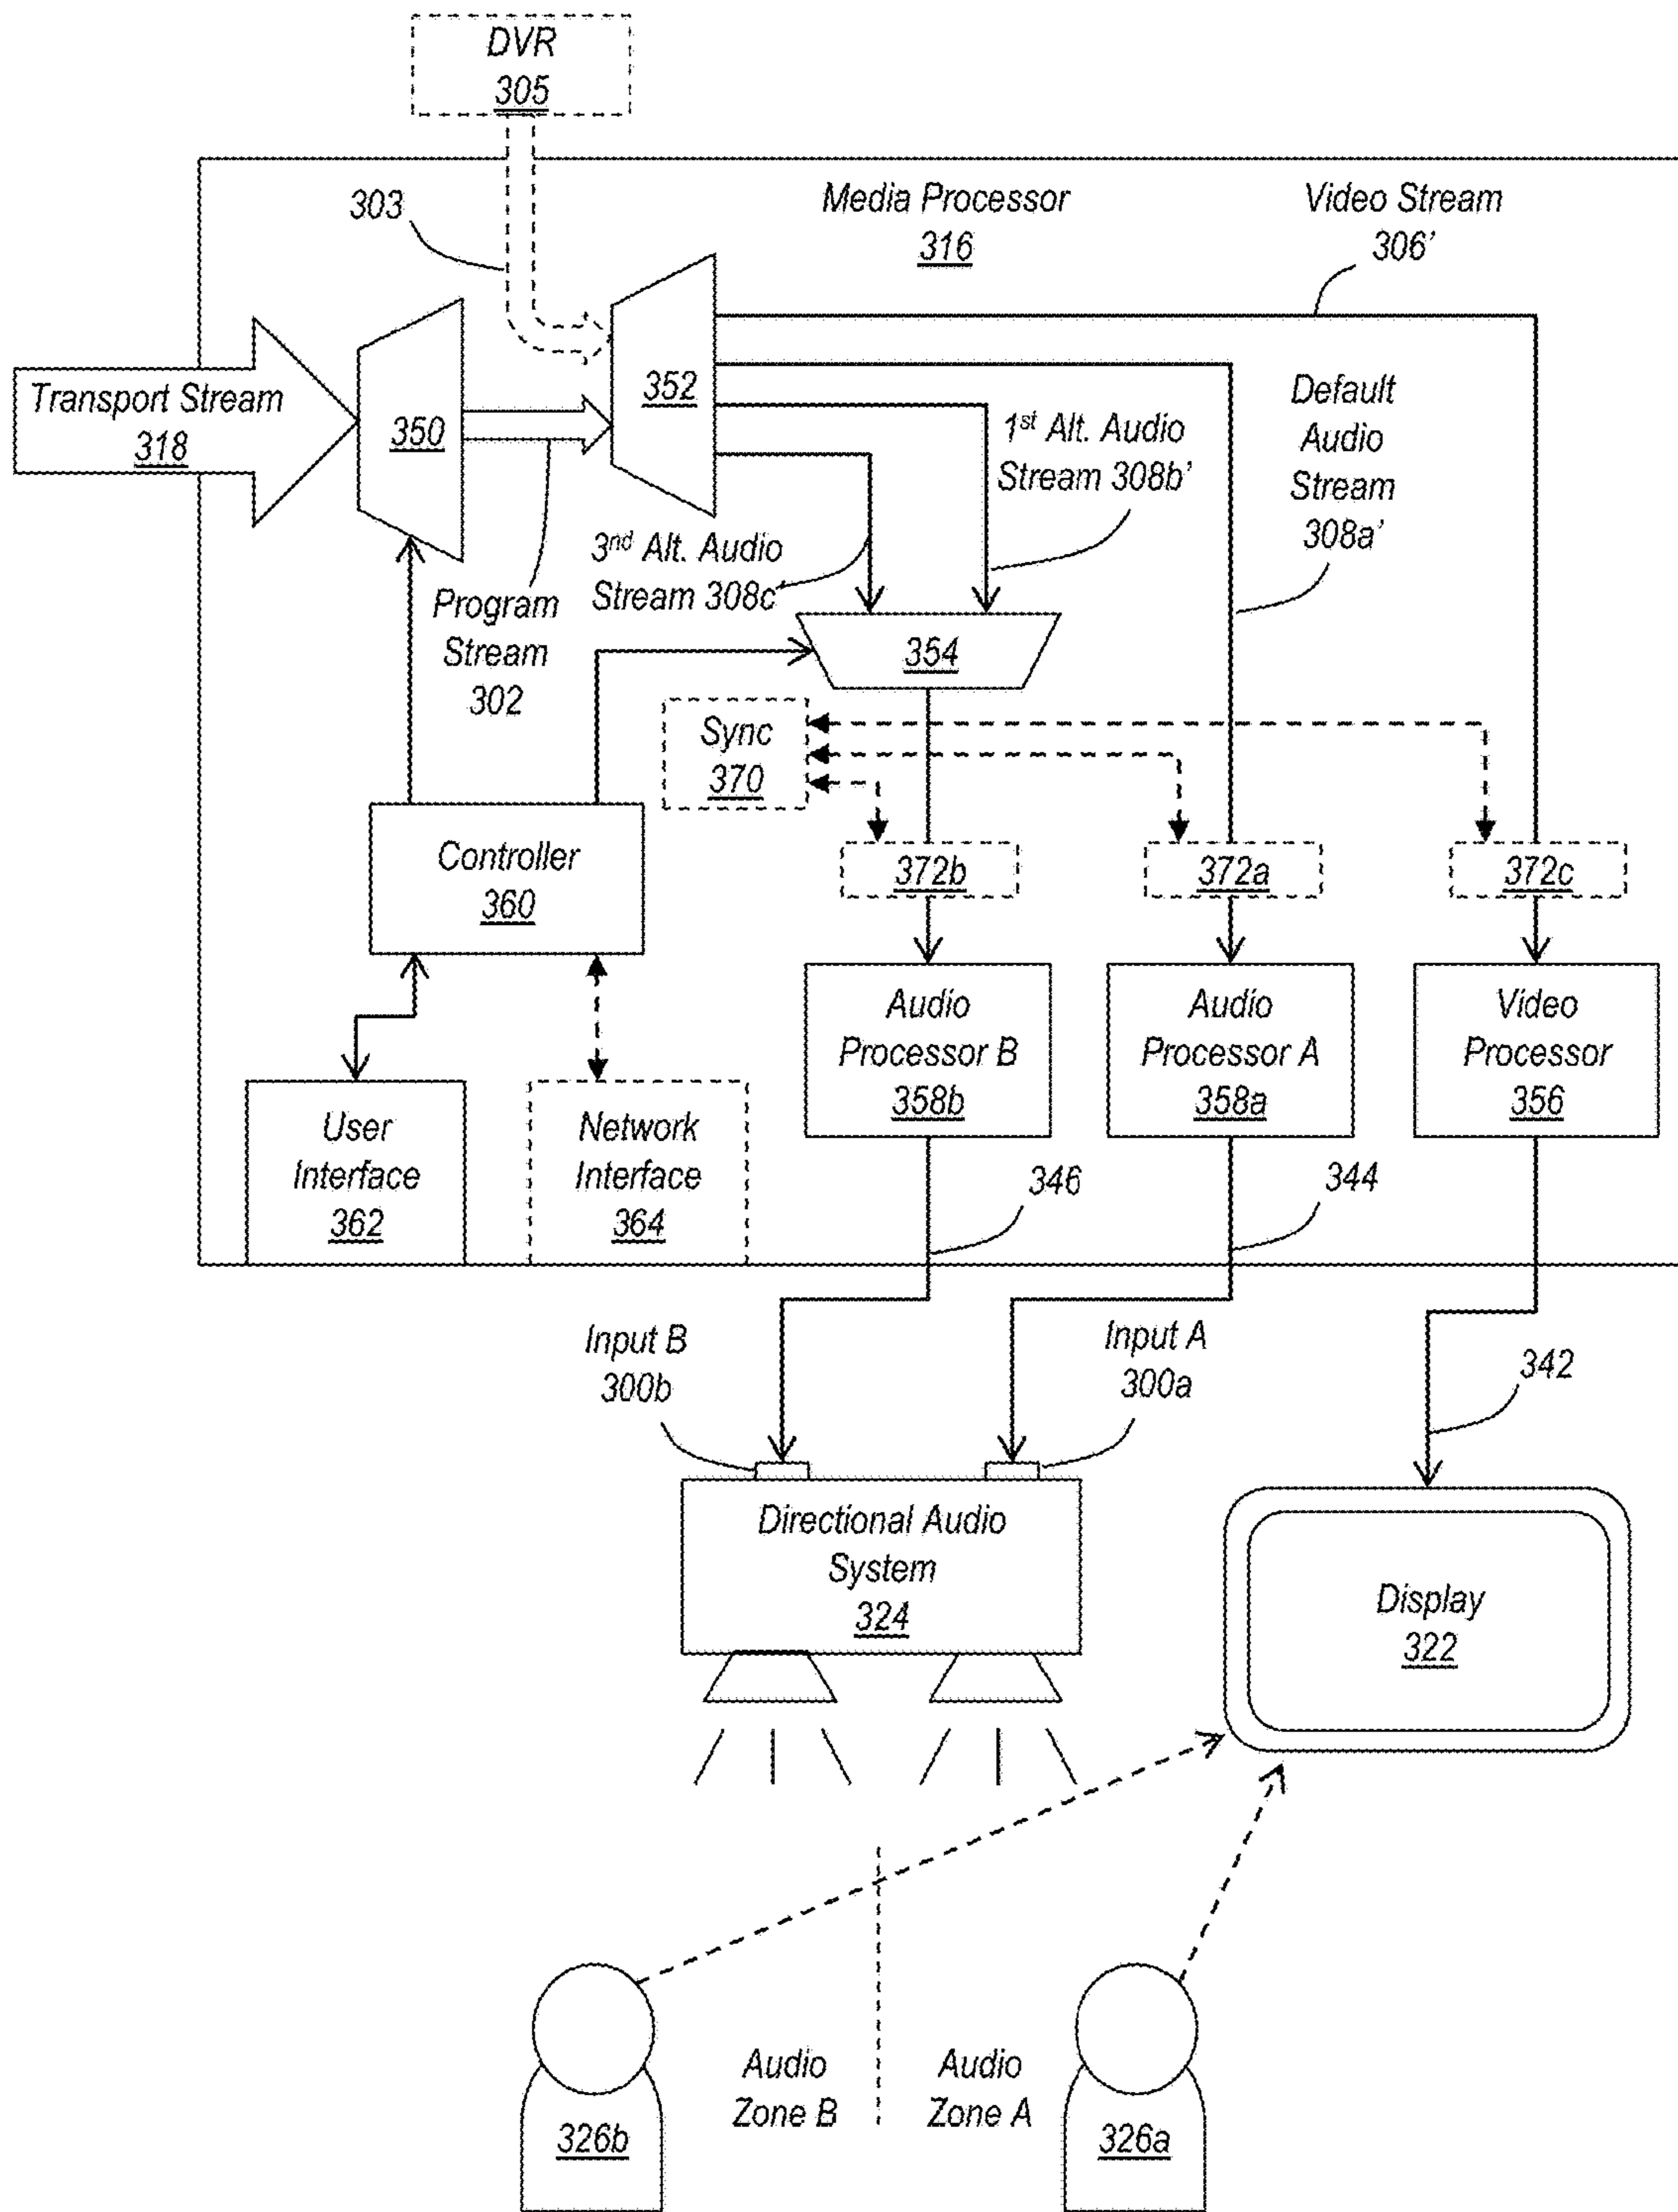 DVR
305
303
Media Processor
316
Video Stream
306’
Transport Stream
318
350
352
1st Alt. Audio
Stream 308b’
Default
Audio
Stream
308a’
3nd Alt. Audio
Stream 308c’
Program
Stream
302
354
Sync
370
Controller
360
372b
372a
372c
Audio
Processor B
358b
Audio
Processor A
358a
Video
Processor
356
User
Interface
362
Network
Interface
364
346
344
Input B
300b
Input A
300a
342
Directional Audio
System
324
Display
322
Audio
Zone B
Audio
Zone A
326b
326a